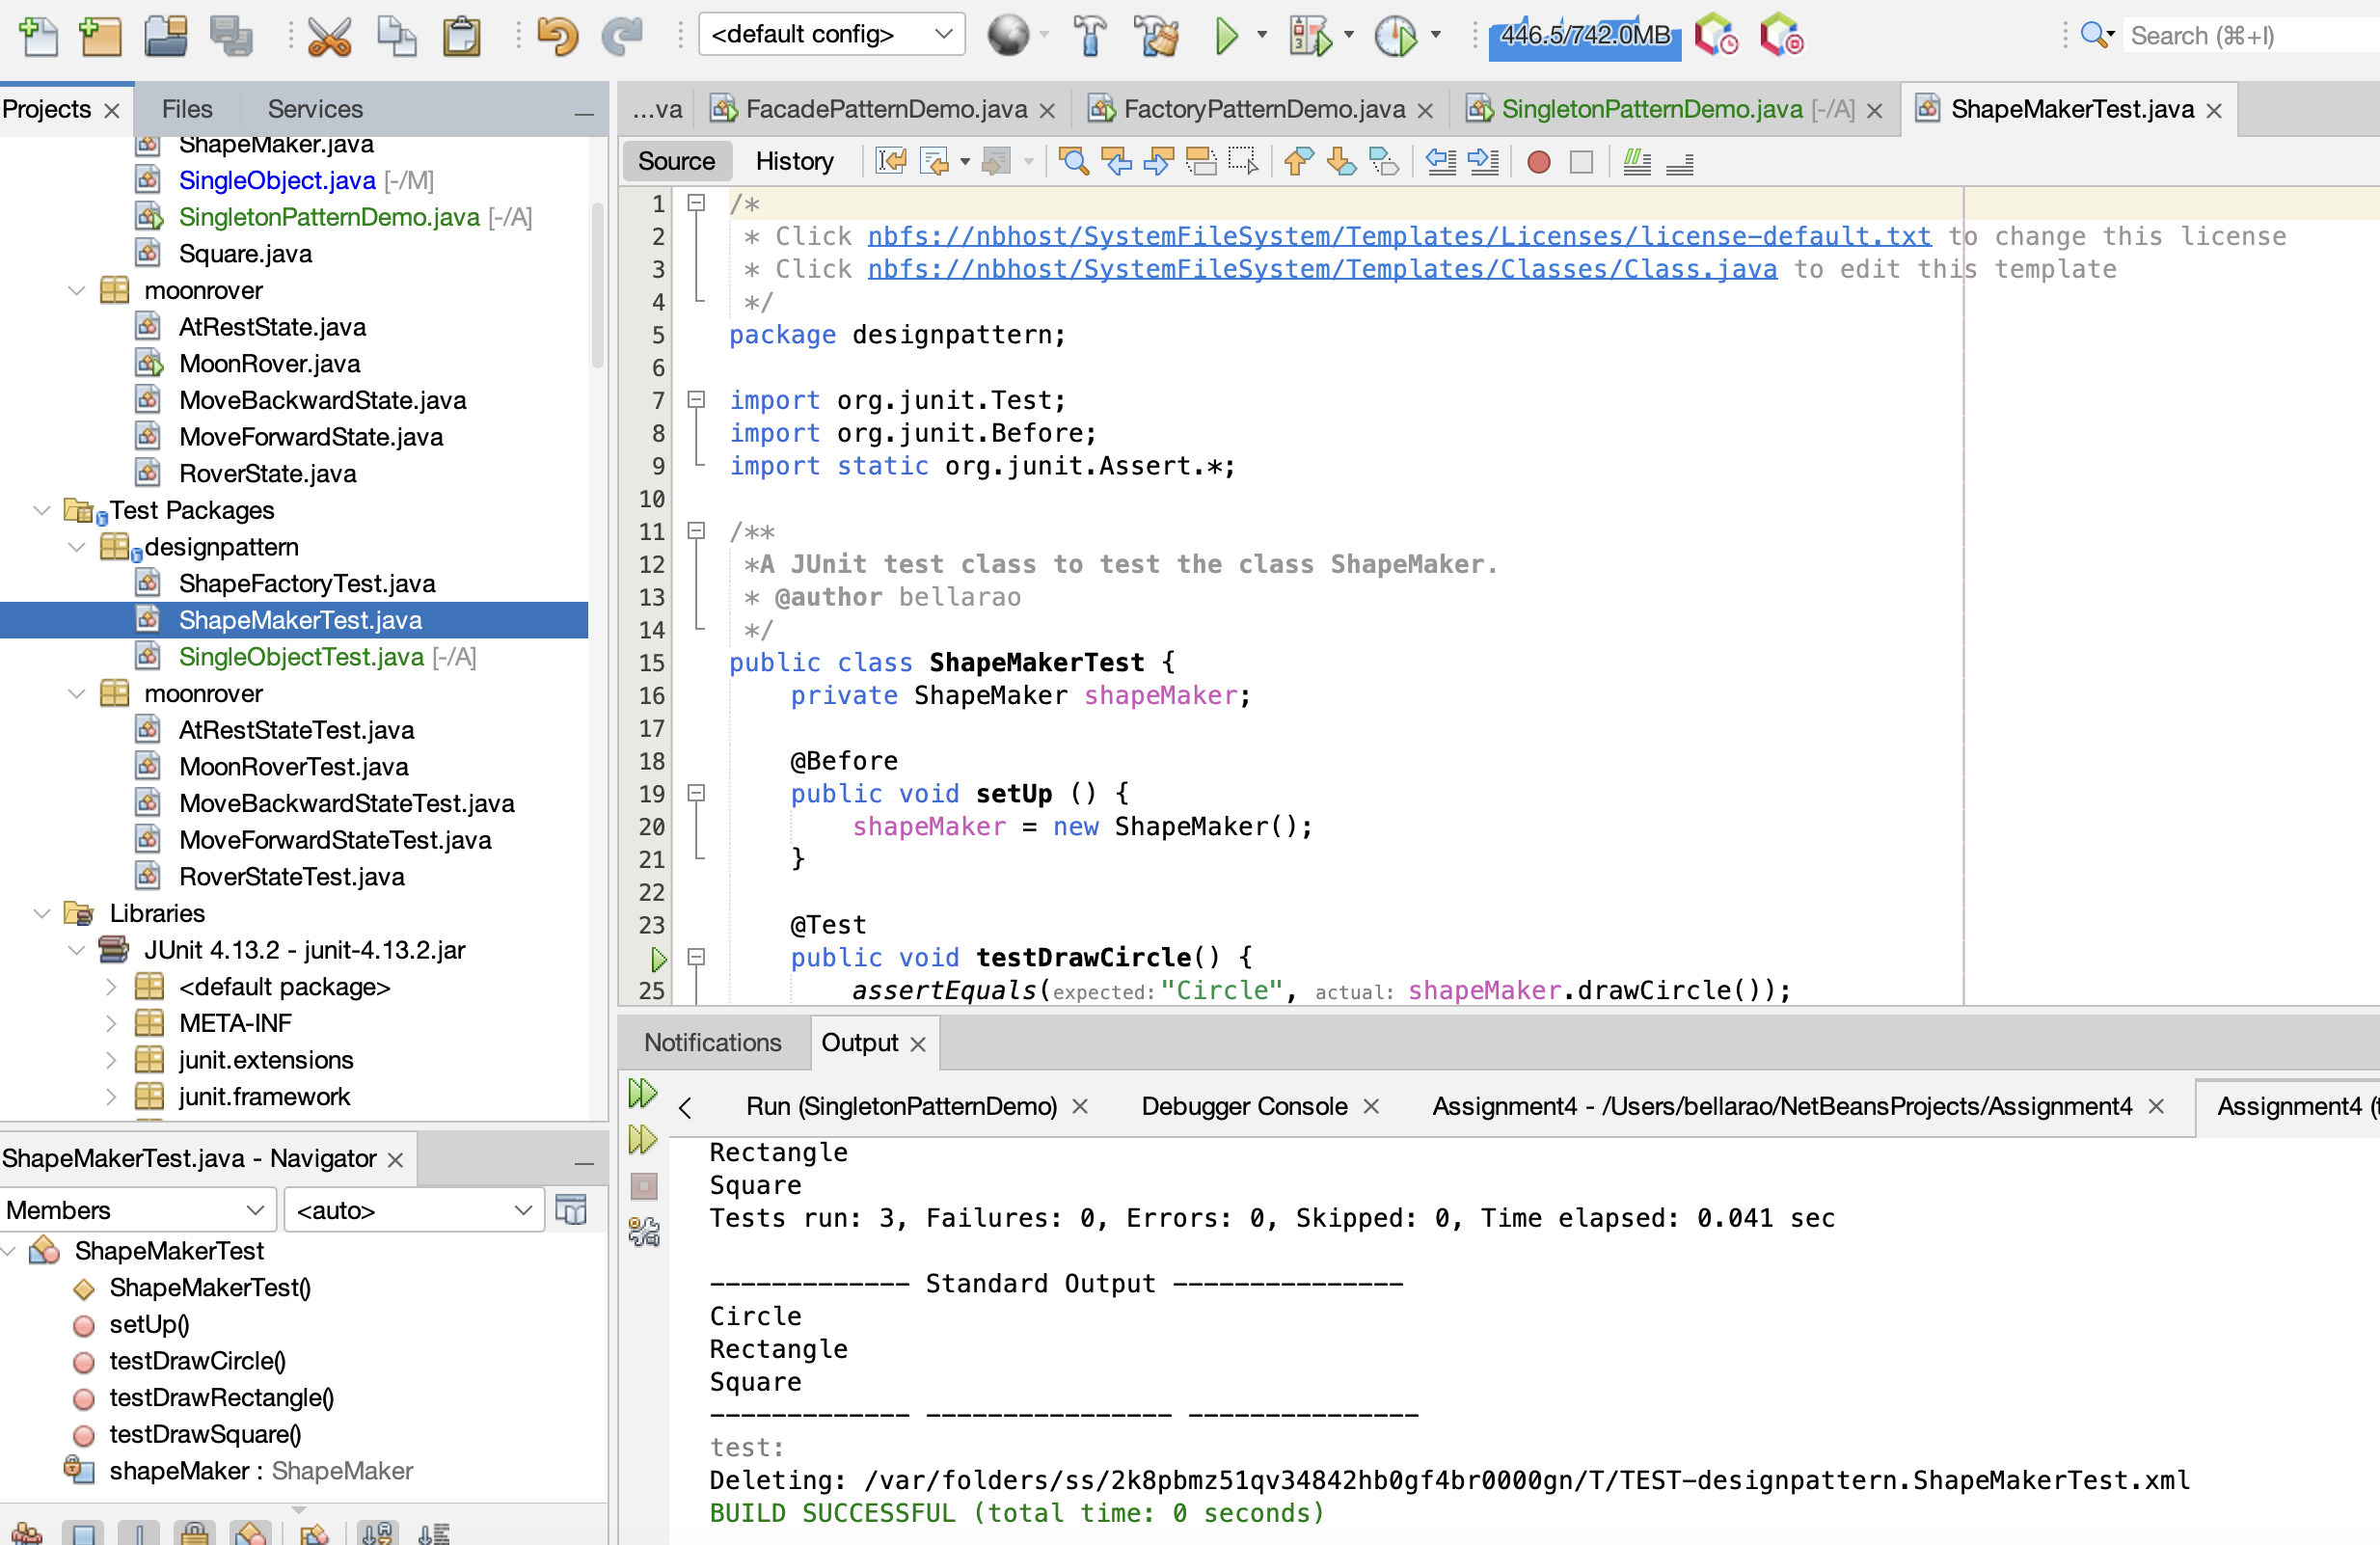 <default config>
446.5/742.0MB
Search (⌘+I)
Projects
Files
Services
ShapeMaker.java
SingleObject.java [-/M]
SingletonPatternDemo.java [-/A]
Square.java
moonrover
AtRestState.java
MoonRover.java
MoveBackwardState.java
MoveForwardState.java
RoverState.java
Test Packages
designpattern
ShapeFactoryTest.java
ShapeMakerTest.java
SingleObjectTest.java [-/A]
moonrover
AtRestStateTest.java
MoonRoverTest.java
MoveBackwardStateTest.java
MoveForwardStateTest.java
RoverStateTest.java
Libraries
JUnit 4.13.2 - junit-4.13.2.jar
<default package>
META-INF
junit.extensions
junit.framework
ShapeMakerTest.java - Navigator
Members
<auto>
ShapeMakerTest
ShapeMakerTest()
setUp()
testDrawCircle()
testDrawRectangle()
testDrawSquare()
shapeMaker : ShapeMaker
...va
FacadePatternDemo.java
FactoryPatternDemo.java
SingletonPatternDemo.java [-/A]
ShapeMakerTest.java
Source
History
1 /*
2 * Click nbfs://nbhost/SystemFileSystem/Templates/Licenses/license-default.txt to change this license
3 * Click nbfs://nbhost/SystemFileSystem/Templates/Classes/Class.java to edit this template
4 */
5 package designpattern;
6
7 import org.junit.Test;
8 import org.junit.Before;
9 import static org.junit.Assert.*;
10
11 /**
12 *A JUnit test class to test the class ShapeMaker.
13 * @author bellarao
14 */
15 public class ShapeMakerTest {
16 private ShapeMaker shapeMaker;
17
18 @Before
19 public void setUp () {
20 shapeMaker = new ShapeMaker();
21 }
22
23 @Test
public void testDrawCircle() {
25 assertEquals(expected:"Circle", actual: shapeMaker.drawCircle());
Notifications
Output
Run (SingletonPatternDemo)
Debugger Console
Assignment4 - /Users/bellarao/NetBeansProjects/Assignment4
Assignment4 (t
Rectangle
Square
Tests run: 3, Failures: 0, Errors: 0, Skipped: 0, Time elapsed: 0.041 sec
------------- Standard Output ---------------
Circle
Rectangle
Square
------------- ---------------- ---------------
test:
Deleting: /var/folders/ss/2k8pbmz51qv34842hb0gf4br0000gn/T/TEST-designpattern.ShapeMakerTest.xml
BUILD SUCCESSFUL (total time: 0 seconds)